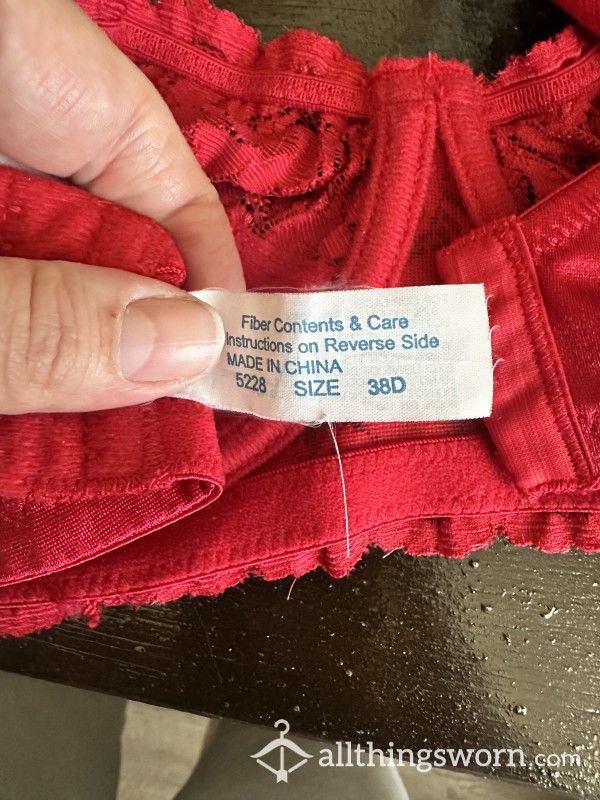 Fiber Contents & Care
Instructions on Reverse Side
MADE IN CHINA
5228 SIZE 38D
allthingsworn.com